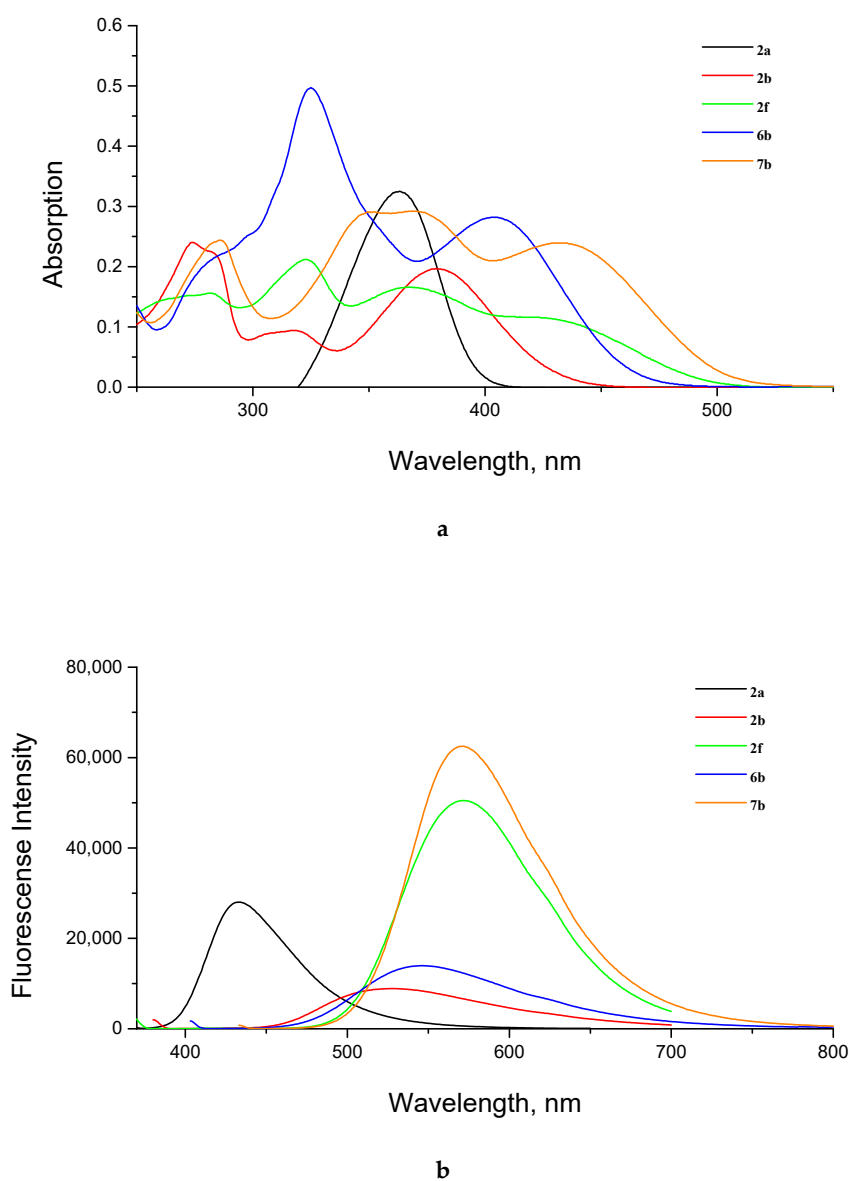 0.6
0.5
0.4
0.3
0.2
0.1
0.0
Absorption
300
400
500
Wavelength, nm
2a
2b
2f
6b
7b
a
80,000
60,000
40,000
20,000
0
Fluorescense Intensity
400
500
600
700
800
Wavelength, nm
2a
2b
2f
6b
7b
b